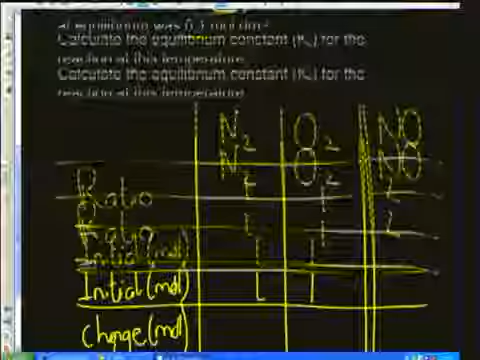 at equilibrium was 0.1 mol dm
Calculate the equilibrium constant (Kc) for the
reaction at this temperature
Calculate the equilibrium constant (Kc) for the
reaction at this temperature
N2 O2 NO
N2 O2 NO
Ratio 1 1 2
Ratio 1 1 2
Initial (mol) 1 1
Initial (mol) 1 1
Change (mol)